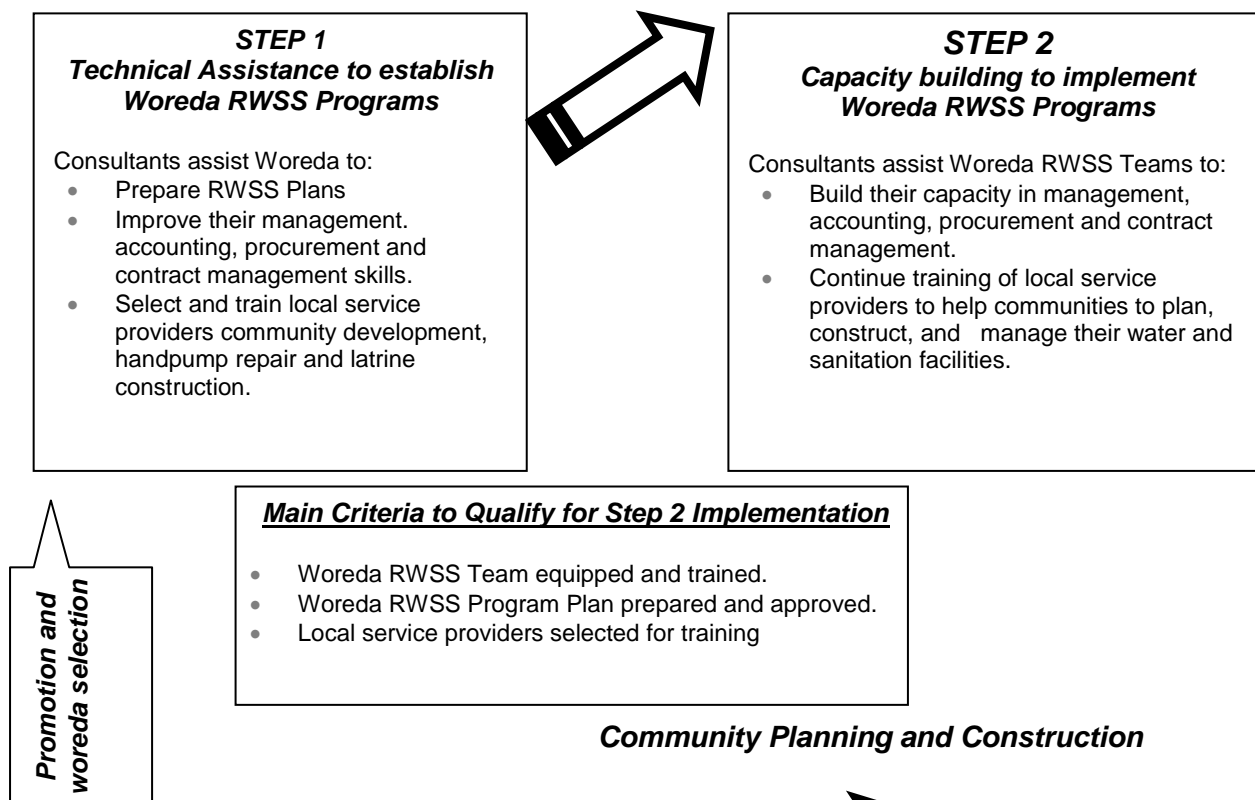 STEP 1
Technical Assistance to establish
Woreda RWSS Programs
Consultants assist Woreda to:
• Prepare RWSS Plans
• Improve their management.
accounting, procurement and
contract management skills.
• Select and train local service
providers community development,
handpump repair and latrine
construction.
STEP 2
Capacity building to implement
Woreda RWSS Programs
Consultants assist Woreda RWSS Teams to:
• Build their capacity in management,
accounting, procurement and contract
management.
• Continue training of local service
providers to help communities to plan,
construct, and manage their water and
sanitation facilities.
Main Criteria to Qualify for Step 2 Implementation
• Woreda RWSS Team equipped and trained.
• Woreda RWSS Program Plan prepared and approved.
• Local service providers selected for training
Promotion and
woreda selection
Community Planning and Construction